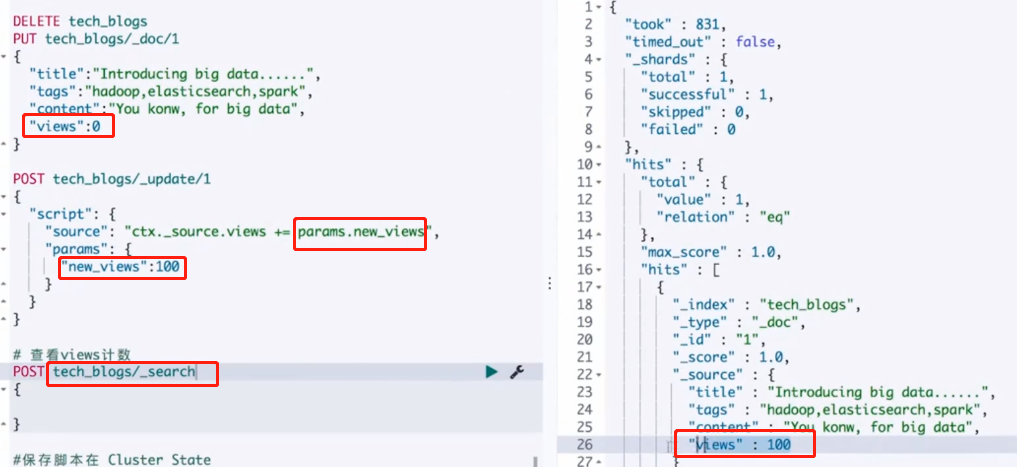 DELETE tech_blogs
PUT tech_blogs/_doc/1
{
"title":"Introducing big data......",
"tags":"hadoop,elasticsearch,spark",
"content":"You konw, for big data",
"views":0
}
POST tech_blogs/_update/1
{
"script": {
"source": "ctx._source.views += params.new_views",
"params": {
"new_views":100
}
}
}
# 查看views计数
POST tech_blogs/_search
{
}
#保存脚本在 Cluster State
1 {
2 "took" : 831,
3 "timed_out" : false,
4 "_shards" : {
5 "total" : 1,
6 "successful" : 1,
7 "skipped" : 0,
8 "failed" : 0
9 },
10 "hits" : {
11 "total" : {
12 "value" : 1,
13 "relation" : "eq"
14 },
15 "max_score" : 1.0,
16 "hits" : [
17 {
18 "_index" : "tech_blogs",
19 "_type" : "_doc",
20 "_id" : "1",
21 "_score" : 1.0,
22 "_source" : {
23 "title" : "Introducing big data......",
24 "tags" : "hadoop,elasticsearch,spark",
25 "content" : "You konw, for big data",
26 "views" : 100
27 }